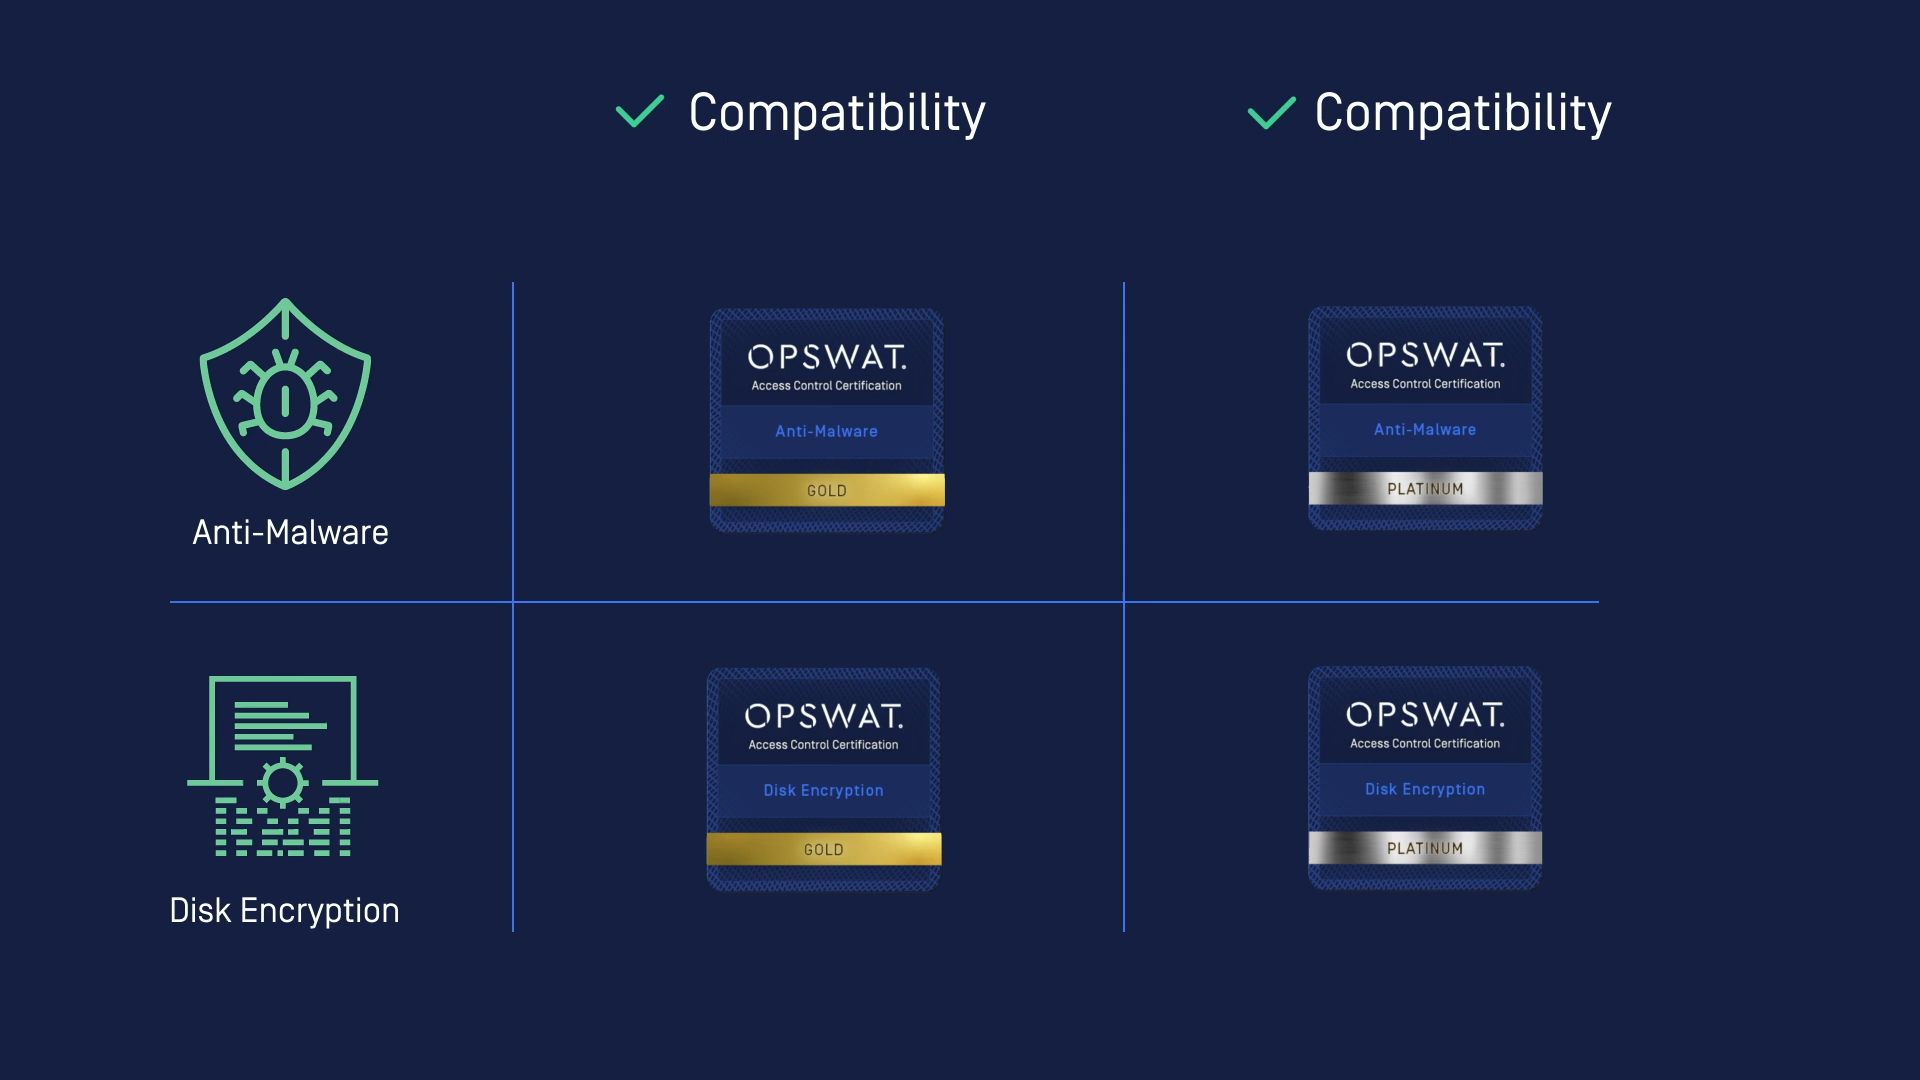 Compatibility
Compatibility
OPSWAT.
Access Control Certification
Anti-Malware
GOLD
OPSWAT.
Access Control Certification
Anti-Malware
PLATINUM
Anti-Malware
OPSWAT.
Access Control Certification
Disk Encryption
GOLD
OPSWAT.
Access Control Certification
Disk Encryption
PLATINUM
Disk Encryption